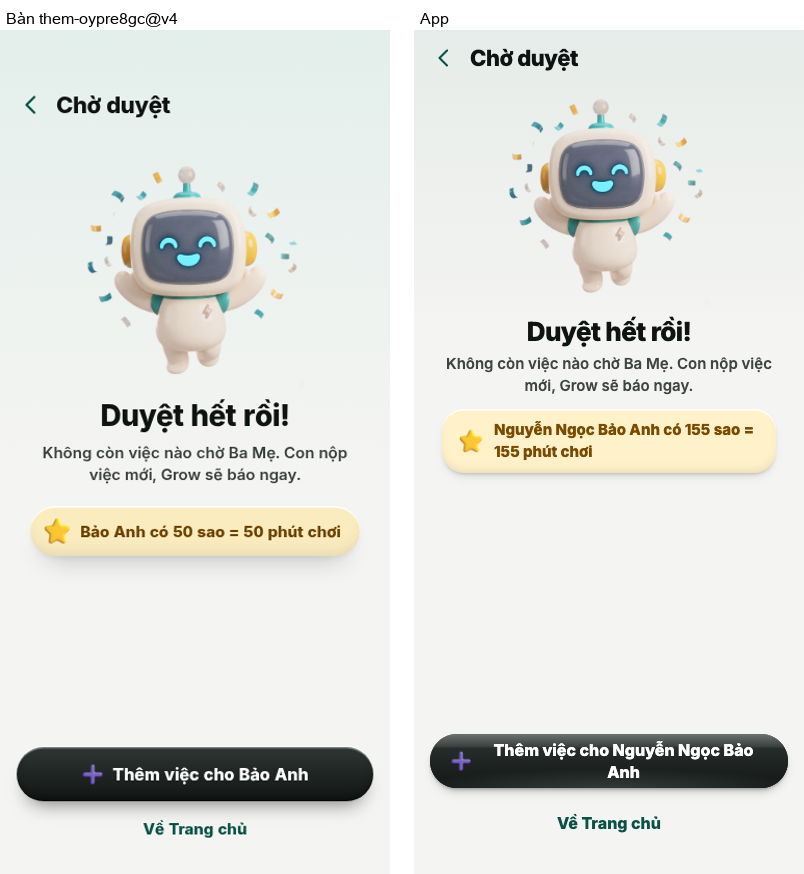 Bản them-oypre8gc@v4
Chờ duyệt
Duyệt hết rồi!
Không còn việc nào chờ Ba Mẹ. Con nộp
việc mới, Grow sẽ báo ngay.
Bảo Anh có 50 sao = 50 phút chơi
Thêm việc cho Bảo Anh
Về Trang chủ
App
Chờ duyệt
Duyệt hết rồi!
Không còn việc nào chờ Ba Mẹ. Con nộp việc
mới, Grow sẽ báo ngay.
Nguyễn Ngọc Bảo Anh có 155 sao =
155 phút chơi
Thêm việc cho Nguyễn Ngọc Bảo
Anh
Về Trang chủ